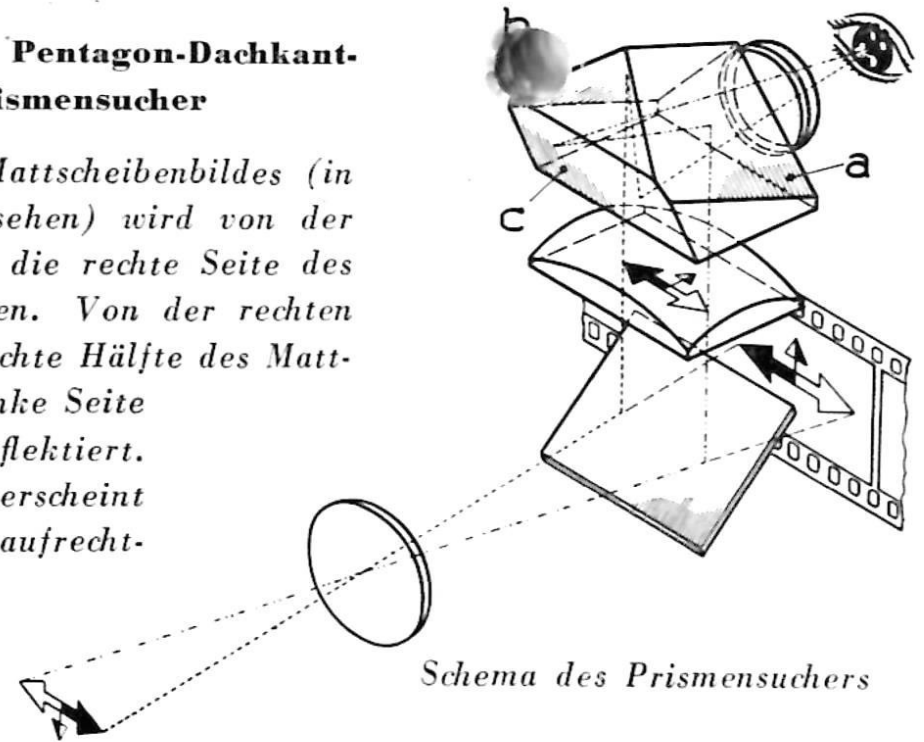 Pentagon-Dachkant-
ismensucher
Mattscheibenbildes (in
sehen) wird von der
die rechte Seite des
en. Von der rechten
chte Hälfte des Matt-
nke Seite
flektiert.
erscheint
aufrecht-
a
c
Schema des Prismensuchers